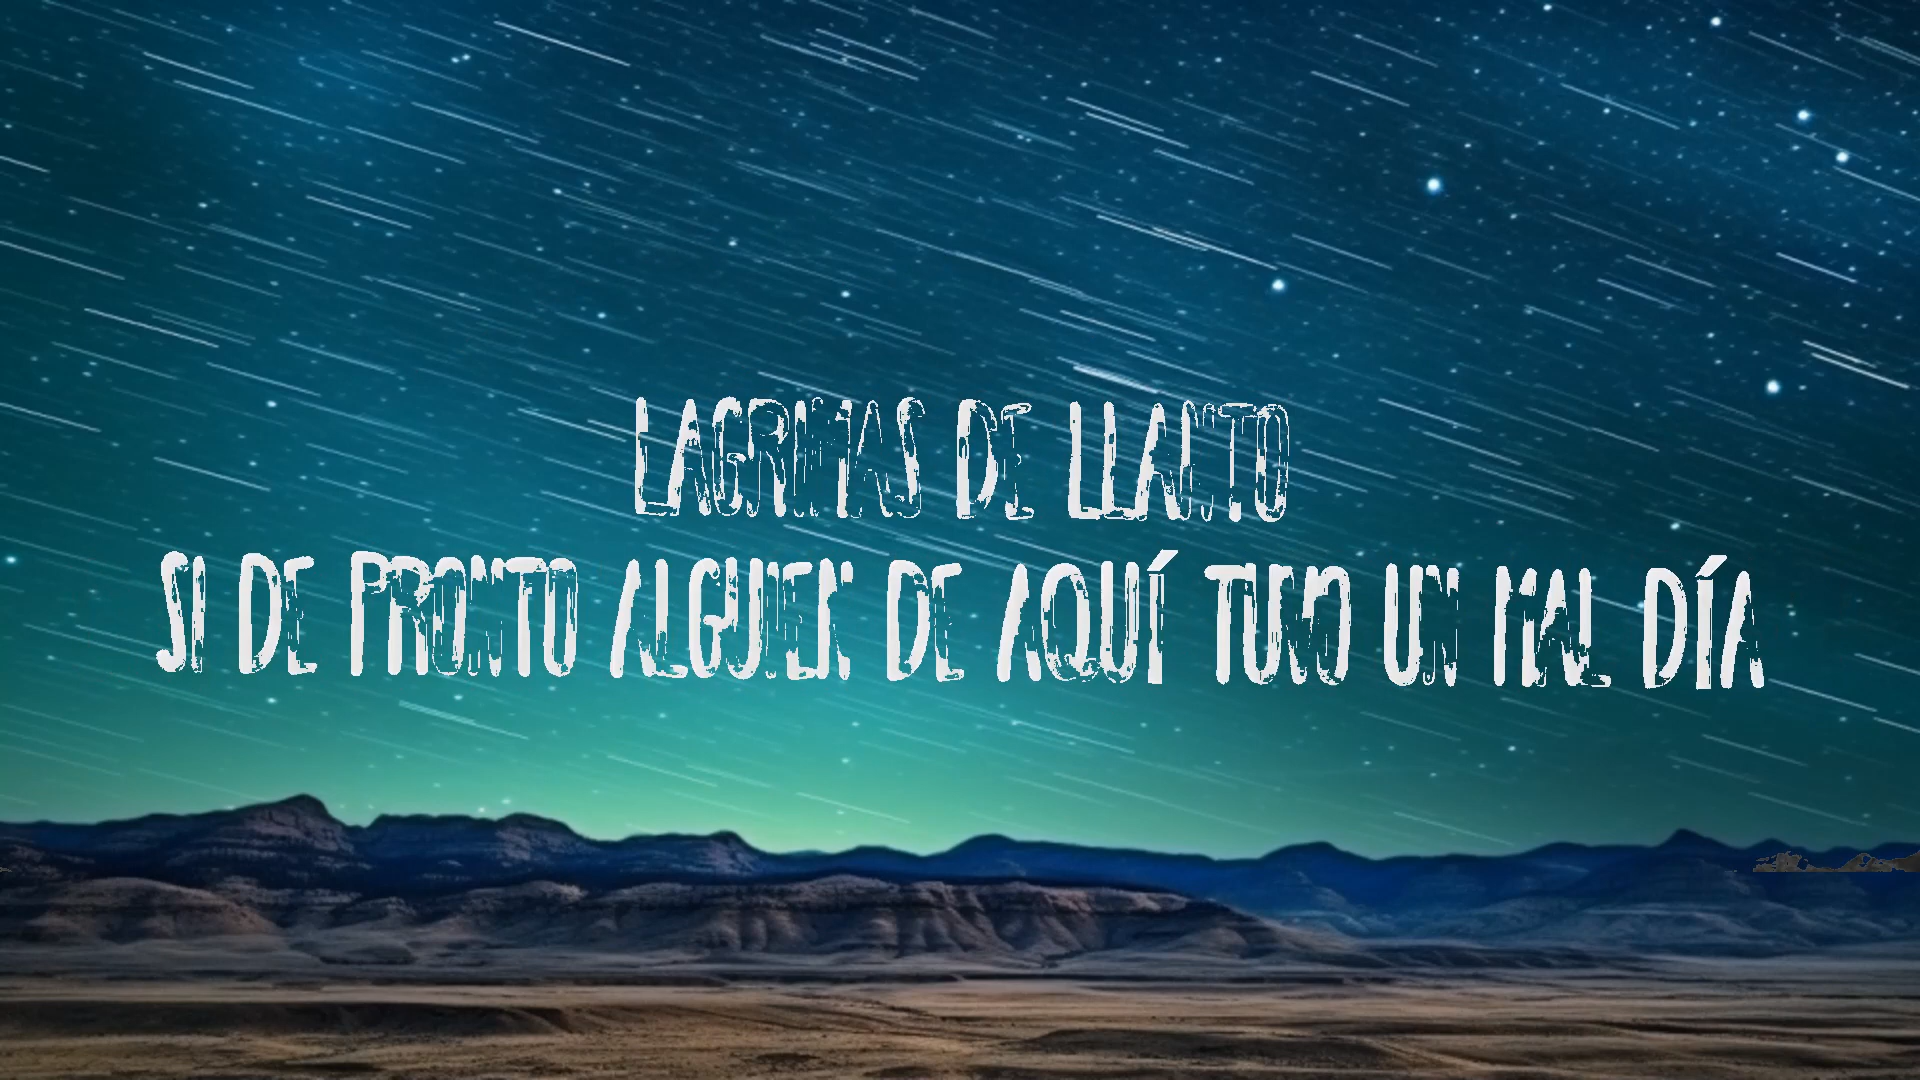 LAGRIMAS DE LLANTO
SI DE PRONTO ALGUIEN DE AQUÍ TUVO UN MAL DÍA